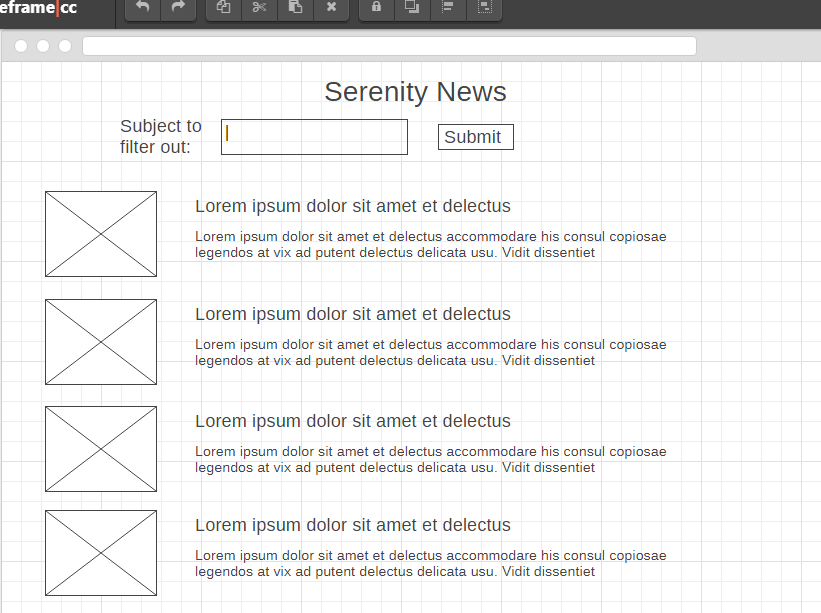 eframe|cc
Serenity News
Subject to
filter out:
Submit
Lorem ipsum dolor sit amet et delectus
Lorem ipsum dolor sit amet et delectus accommodare his consul copiosae
legendos at vix ad putent delectus delicata usu. Vidit dissentiet
Lorem ipsum dolor sit amet et delectus
Lorem ipsum dolor sit amet et delectus accommodare his consul copiosae
legendos at vix ad putent delectus delicata usu. Vidit dissentiet
Lorem ipsum dolor sit amet et delectus
Lorem ipsum dolor sit amet et delectus accommodare his consul copiosae
legendos at vix ad putent delectus delicata usu. Vidit dissentiet
Lorem ipsum dolor sit amet et delectus
Lorem ipsum dolor sit amet et delectus accommodare his consul copiosae
legendos at vix ad putent delectus delicata usu. Vidit dissentiet